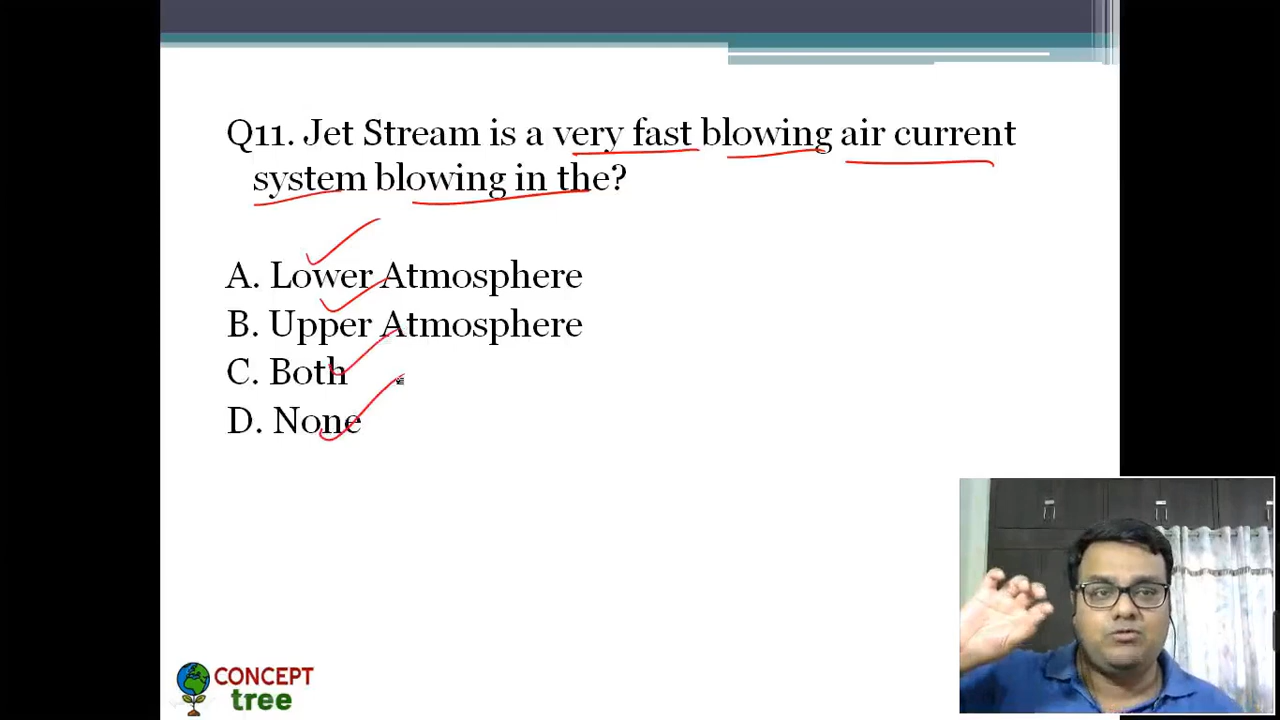 Q11. Jet Stream is a very fast blowing air current
system blowing in the?
A. Lower Atmosphere
B. Upper Atmosphere
C. Both
D. None
CONCEPT
tree